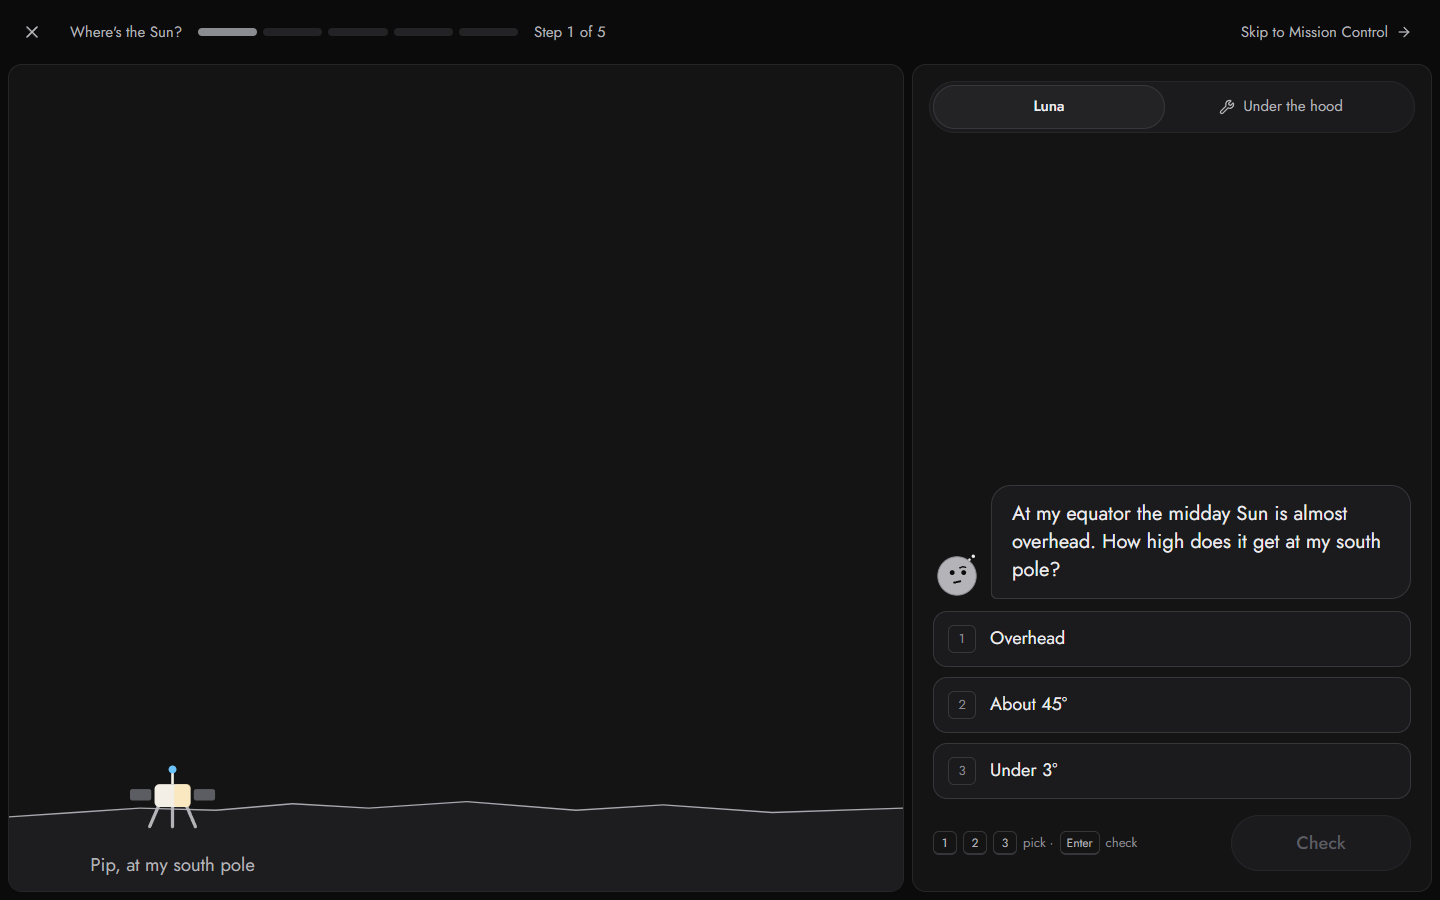 Where's the Sun?
Step 1 of 5
Skip to Mission Control
Luna
Under the hood
At my equator the midday Sun is almost
overhead. How high does it get at my south
pole?
1 Overhead
2 About 45°
3 Under 3°
1 2 3 pick · Enter check
Check
Pip, at my south pole